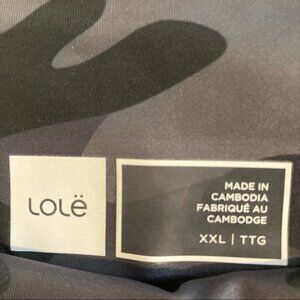 Lolë
MADE IN
CAMBODIA
FABRIQUÉ AU
CAMBODGE
XXL | TTG